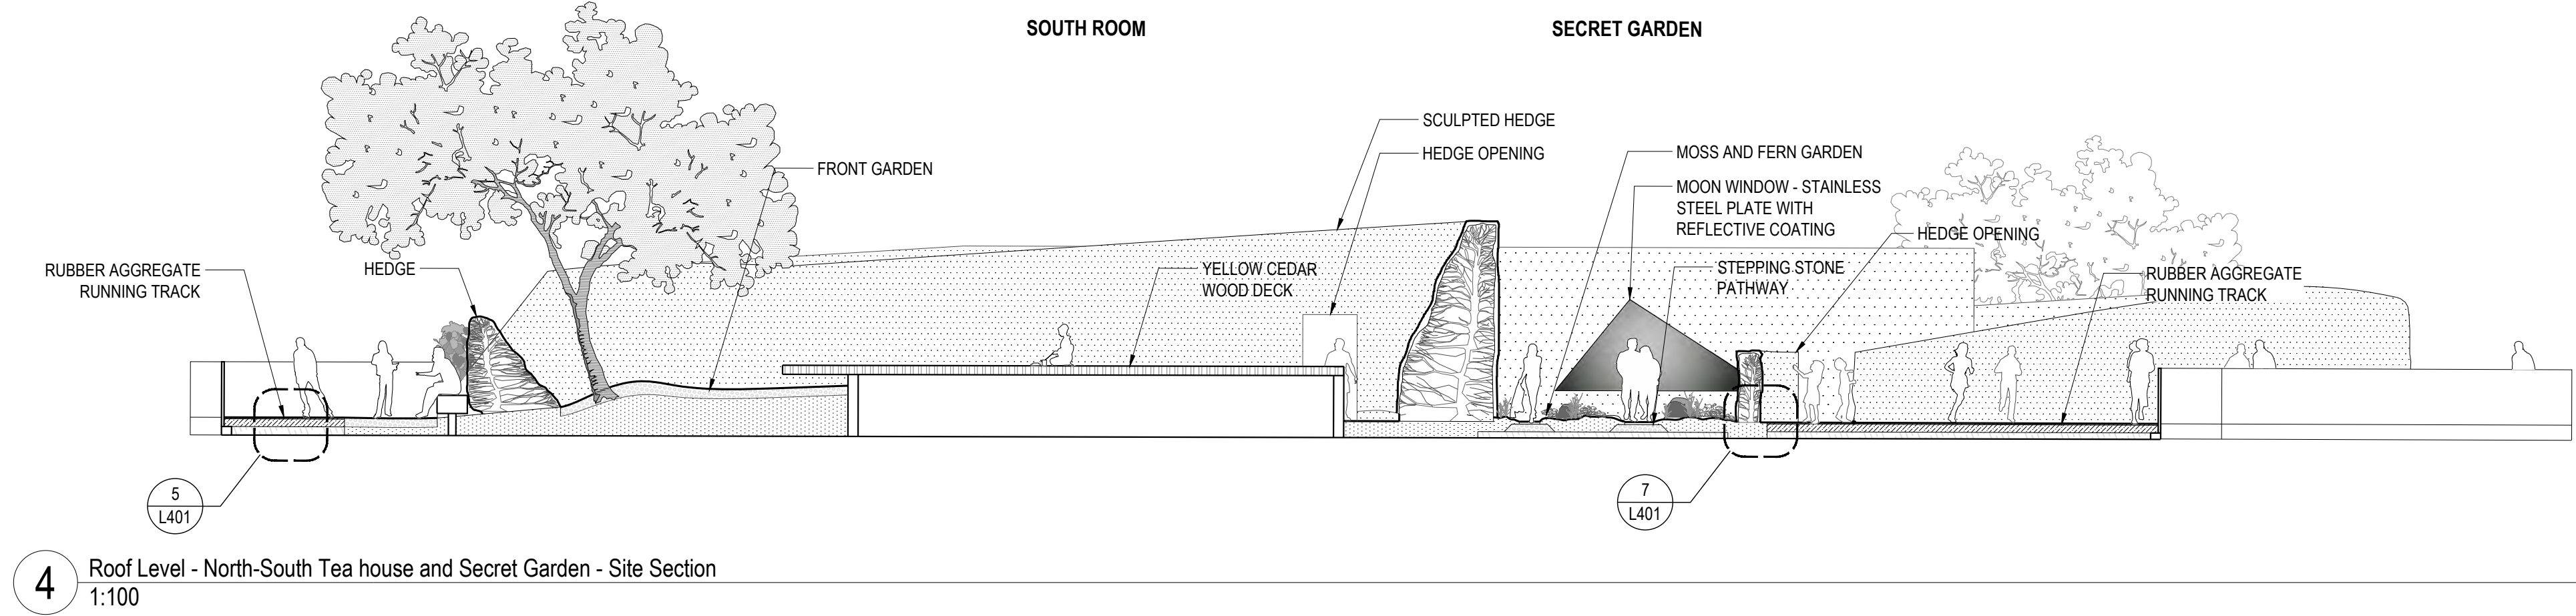 SOUTH ROOM
SECRET GARDEN
SCULPTED HEDGE
HEDGE OPENING
MOSS AND FERN GARDEN
FRONT GARDEN
MOON WINDOW - STAINLESS
STEEL PLATE WITH
REFLECTIVE COATING
HEDGE OPENING
RUBBER AGGREGATE
RUNNING TRACK
HEDGE
YELLOW CEDAR
WOOD DECK
STEPPING STONE
PATHWAY
RUBBER AGGREGATE
RUNNING TRACK
5
L401
7
L401
4
Roof Level - North-South Tea house and Secret Garden - Site Section
1:100